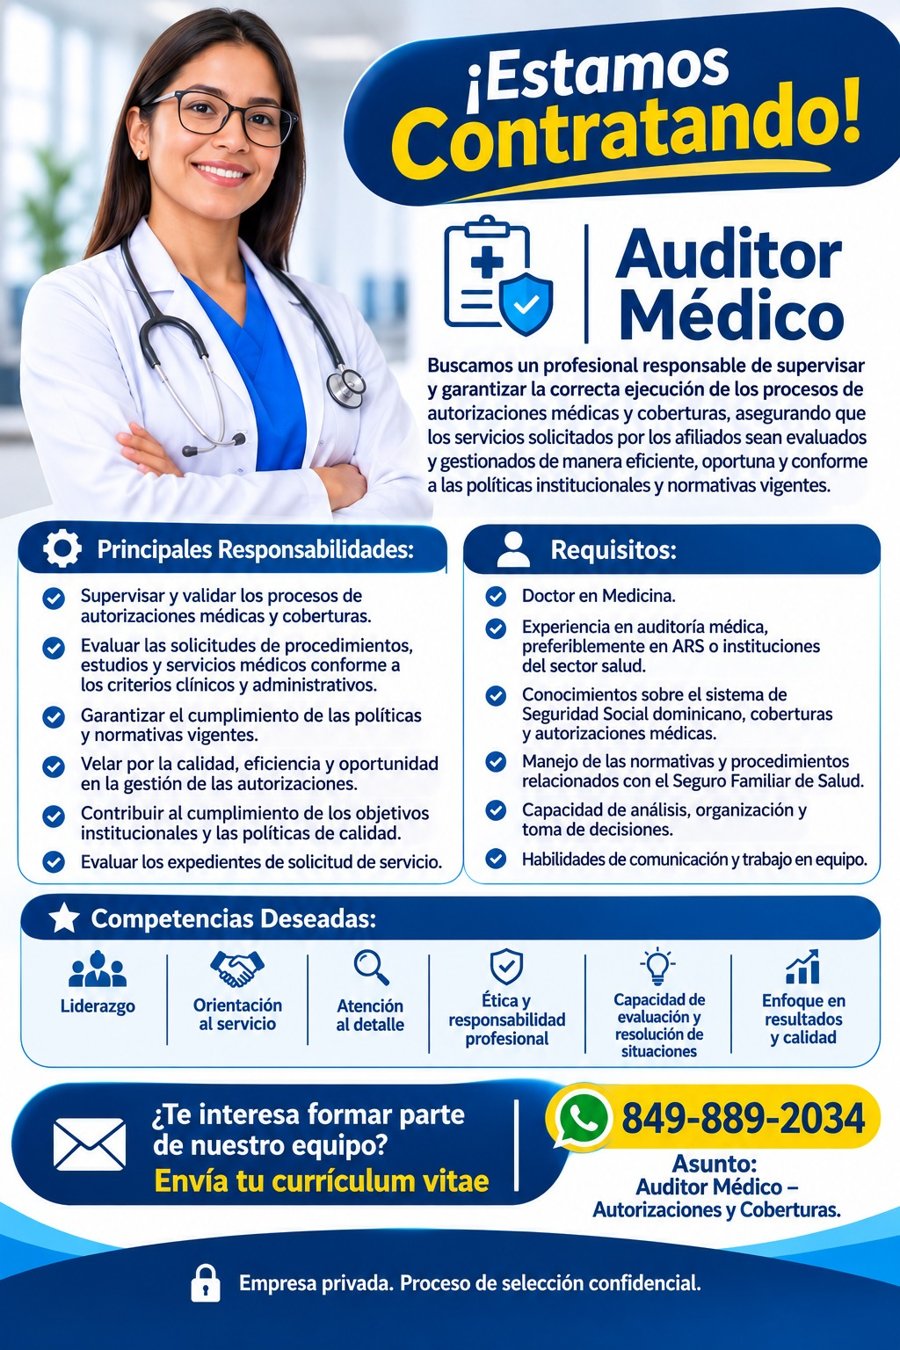 ¡Estamos
Contratando!
Auditor
Médico
Buscamos un profesional responsable de supervisar
y garantizar la correcta ejecución de los procesos de
autorizaciones médicas y coberturas, asegurando que
los servicios solicitados por los afiliados sean evaluados
y gestionados de manera eficiente, oportuna y conforme
a las políticas institucionales y normativas vigentes.
Principales Responsabilidades:
Supervisar y validar los procesos de
autorizaciones médicas y coberturas.
Evaluar las solicitudes de procedimientos,
estudios y servicios médicos conforme a
los criterios clínicos y administrativos.
Garantizar el cumplimiento de las políticas
y normativas vigentes.
Velar por la calidad, eficiencia y oportunidad
en la gestión de las autorizaciones.
Contribuir al cumplimiento de los objetivos
institucionales y las políticas de calidad.
Evaluar los expedientes de solicitud de servicio.
Requisitos:
Doctor en Medicina.
Experiencia en auditoría médica,
preferiblemente en ARS o instituciones
del sector salud.
Conocimientos sobre el sistema de
Seguridad Social dominicano, coberturas
y autorizaciones médicas.
Manejo de las normativas y procedimientos
relacionados con el Seguro Familiar de Salud.
Capacidad de análisis, organización y
toma de decisiones.
Habilidades de comunicación y trabajo en equipo.
Competencias Deseadas:
Liderazgo
Orientación
al servicio
Atención
al detalle
Ética y
responsabilidad
profesional
Capacidad de
evaluación y
resolución de
situaciones
Enfoque en
resultados
y calidad
¿Te interesa formar parte
de nuestro equipo?
Envía tu currículum vitae
849-889-2034
Asunto:
Auditor Médico –
Autorizaciones y Coberturas.
Empresa privada. Proceso de selección confidencial.